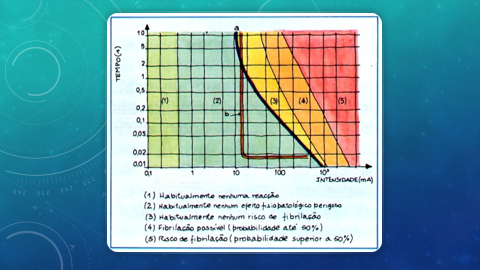 a
TEMPO(s)
10
5
2
1
0,5
0,2
0,1
0,05
0,02
0,01
(1)
(2)
b
(3)
(4)
(5)
0,1
1
10
100
10³
INTENSIDADE(mA)
(1) Habitualmente nenhuma reacção
(2) Habitualmente nenhum efeito fisiopatológico perigoso
(3) Habitualmente nenhum risco de fibrilação
(4) Fibrilação possível (probabilidade até 50%)
(5) Risco de fibrilação (probabilidade superior a 50%)